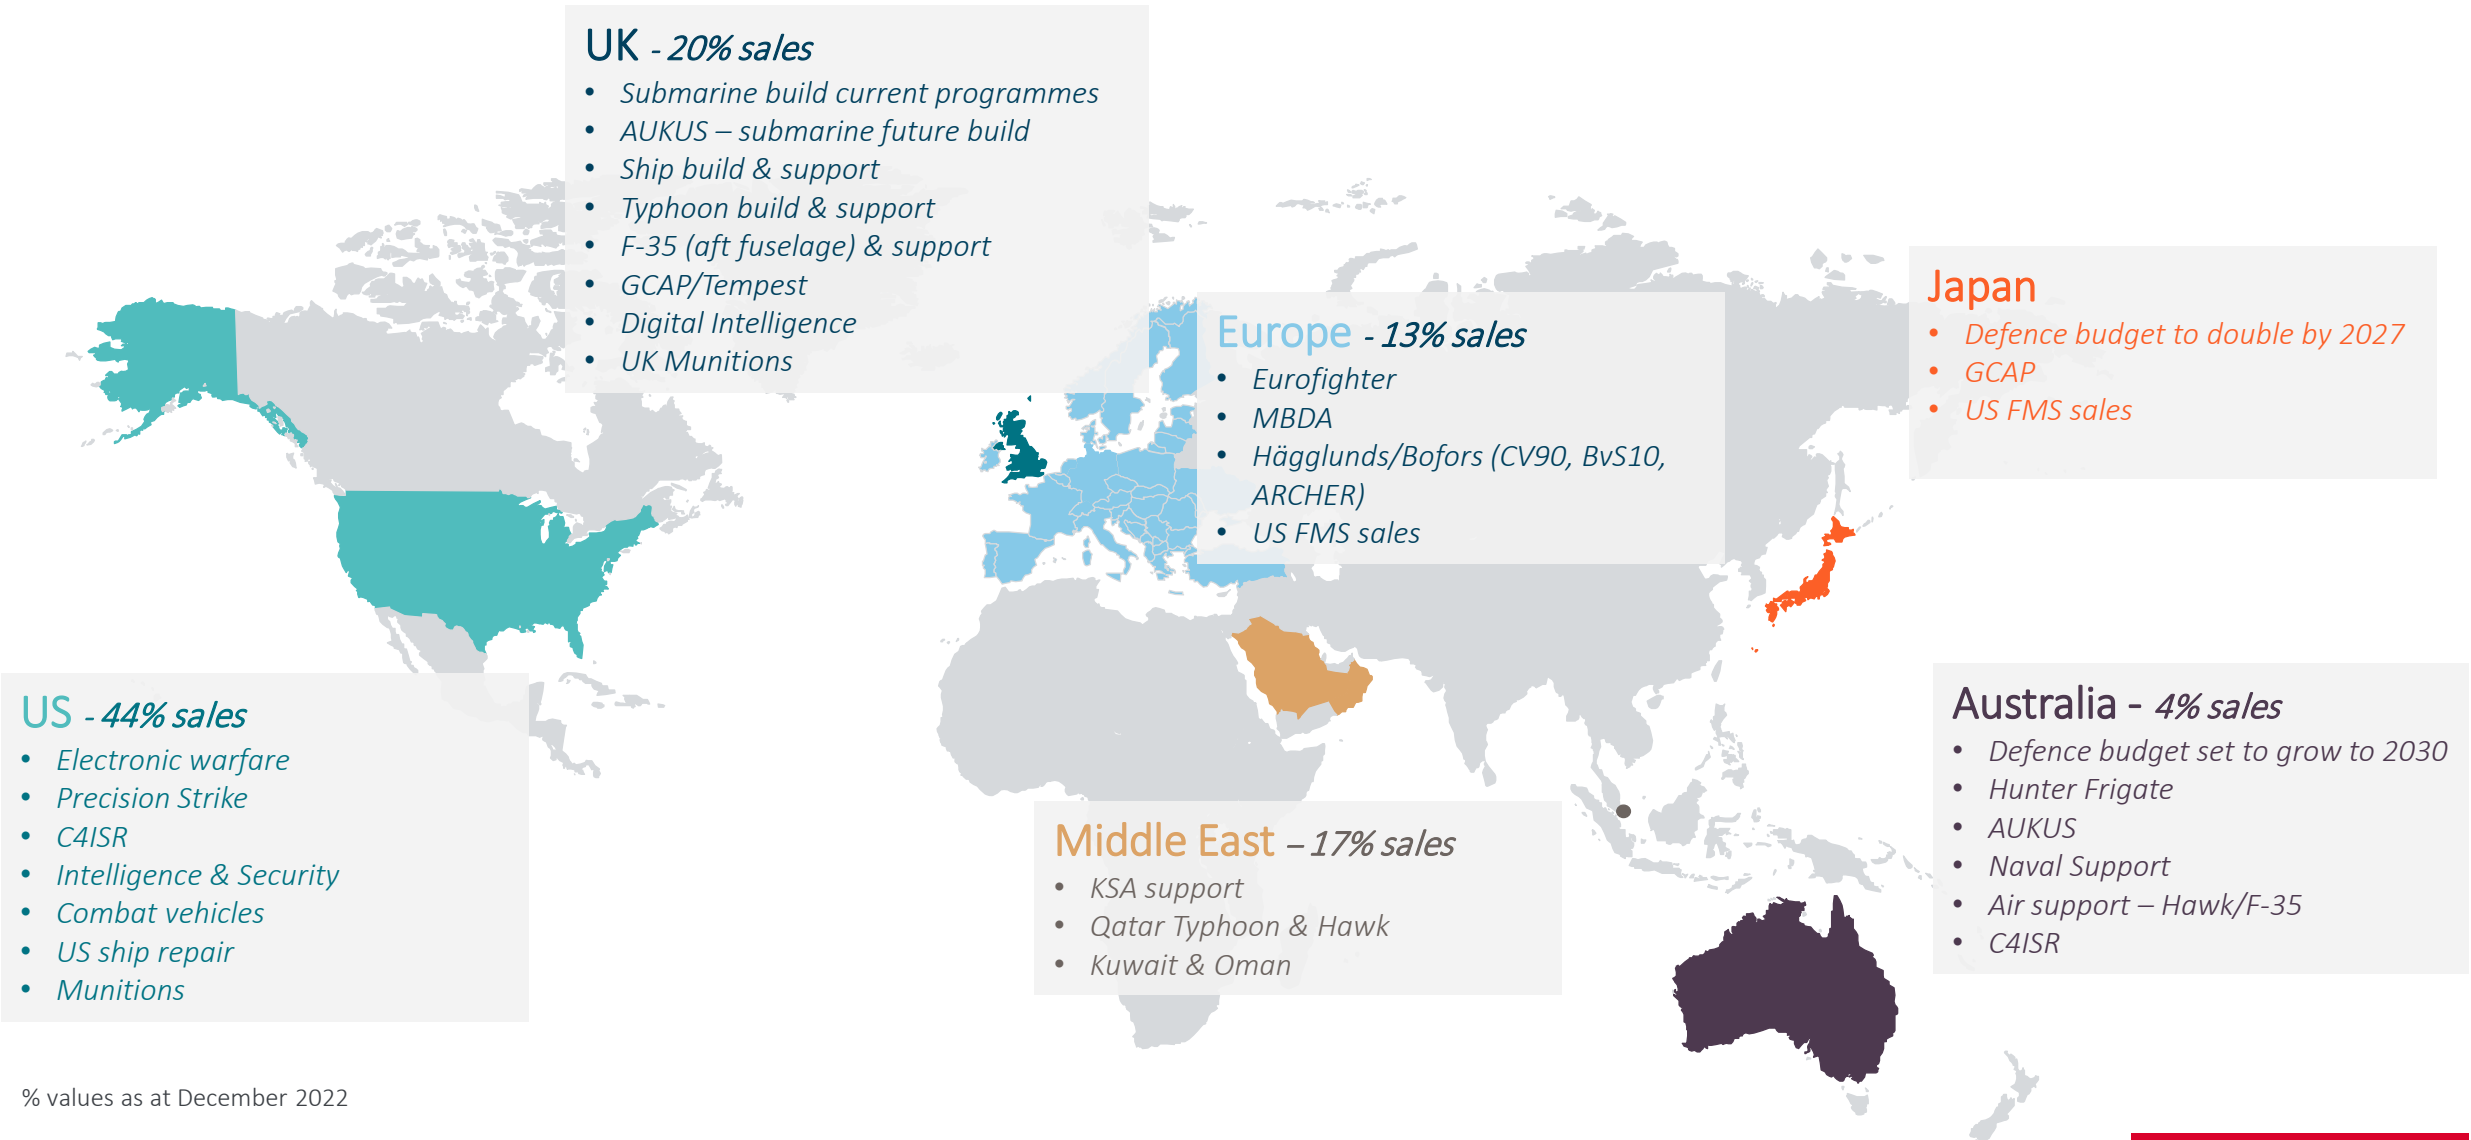 UK - 20% sales
• Submarine build current programmes
• AUKUS – submarine future build
• Ship build & support
• Typhoon build & support
• F-35 (aft fuselage) & support
• GCAP/Tempest
• Digital Intelligence
• UK Munitions
Europe - 13% sales
• Eurofighter
• MBDA
• Hägglunds/Bofors (CV90, BvS10,
ARCHER)
• US FMS sales
Japan
• Defence budget to double by 2027
• GCAP
• US FMS sales
US - 44% sales
• Electronic warfare
• Precision Strike
• C4ISR
• Intelligence & Security
• Combat vehicles
• US ship repair
• Munitions
Middle East – 17% sales
• KSA support
• Qatar Typhoon & Hawk
• Kuwait & Oman
Australia - 4% sales
• Defence budget set to grow to 2030
• Hunter Frigate
• AUKUS
• Naval Support
• Air support – Hawk/F-35
• C4ISR
% values as at December 2022